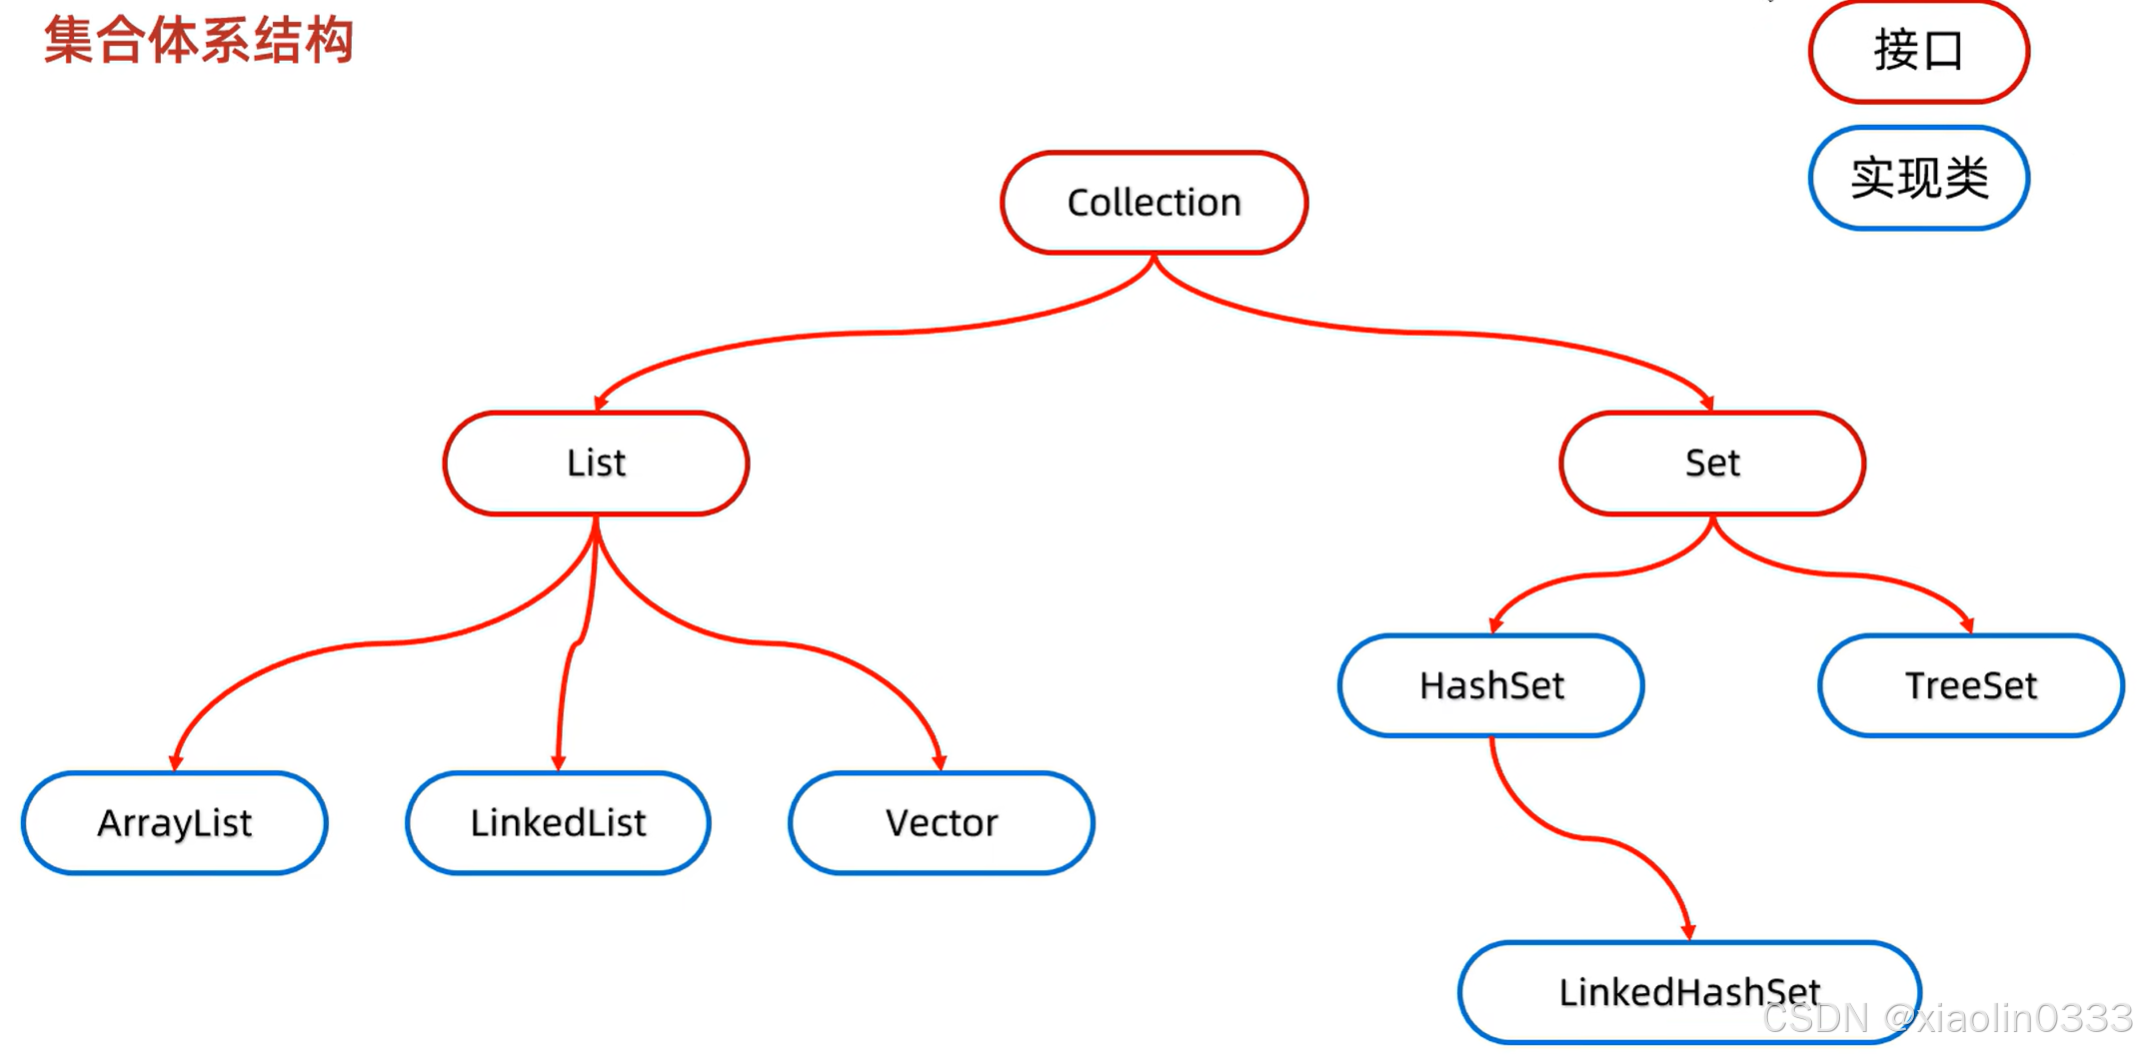 集合体系结构
接口
实现类
Collection
List
Set
HashSet
TreeSet
ArrayList
LinkedList
Vector
LinkedHashSet
CSDN @xiaolin0333